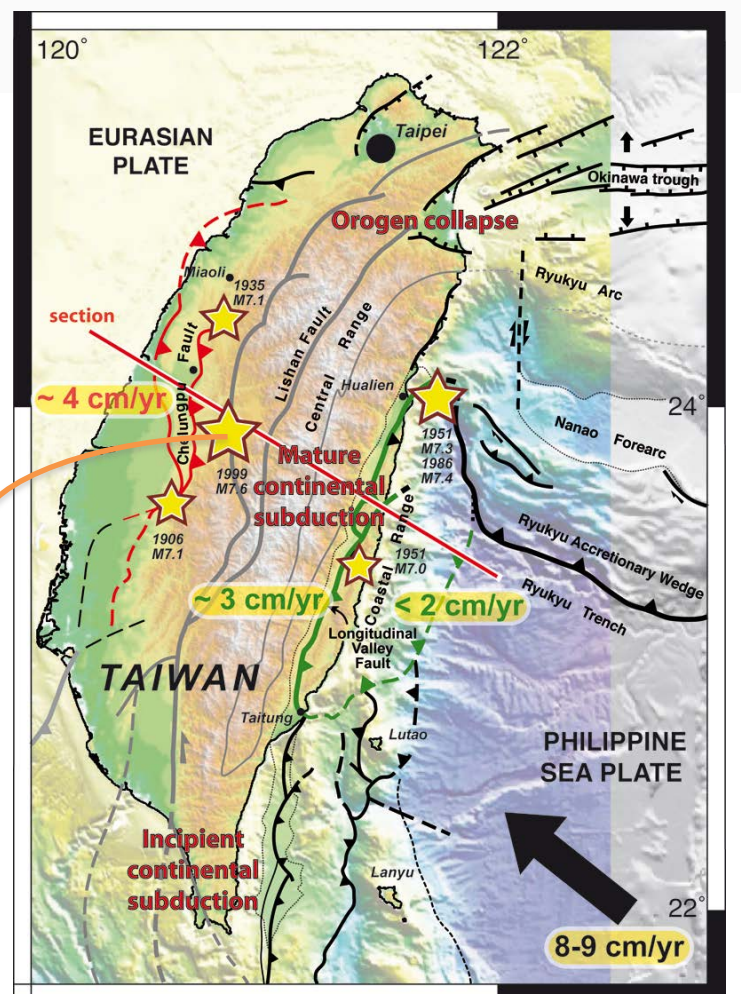 120°
122°
EURASIAN
PLATE
Taipei
Okinawa trough
Orogen collapse
Ryukyu Arc
Miaoli
1935
M7.1
section
Chelungpu Fault
Lishan Fault
Central Range
Hualien
~ 4 cm/yr
24°
1951
M7.3
1986
M7.4
Nanao Forearc
1999
M7.6
Mature
continental
subduction
1906
M7.1
Ryukyu Accretionary Wedge
Coastal Range
1951
M7.0
~ 3 cm/yr
< 2 cm/yr
Ryukyu Trench
Longitudinal
Valley
Fault
TAIWAN
Taitung
Lutao
PHILIPPINE
SEA PLATE
Incipient
continental
subduction
Lanyu
22°
8-9 cm/yr